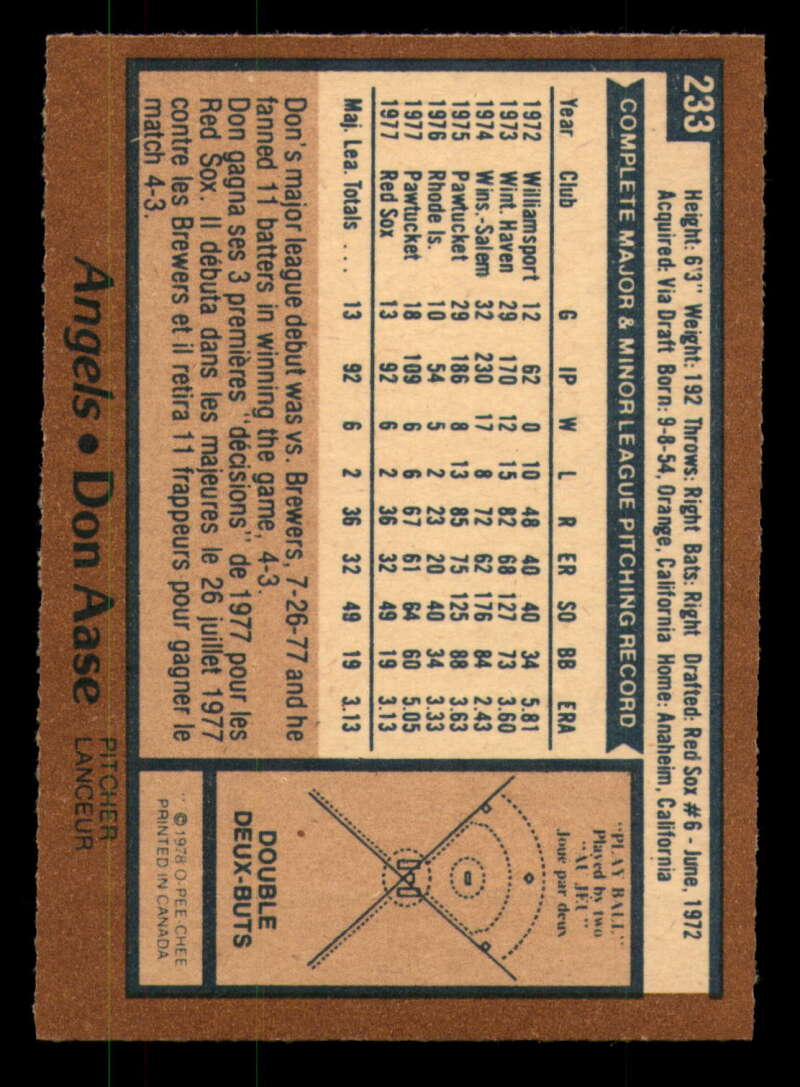 233
Height: 6'3" Weight: 192 Throws: Right Bats: Right Drafted: Red Sox #6 - June, 1972
Acquired: Via Draft Born: 9-8-54, Orange, California Home: Anaheim, California
COMPLETE MAJOR & MINOR LEAGUE PITCHING RECORD
Year Club G IP W L R ER SO BB ERA
1972 Williamsport 12 62 0 10 48 40 40 34 5.81
1973 Wint. Haven 29 170 12 15 82 68 127 73 3.60
1974 Wins.-Salem 32 230 17 8 72 62 176 84 2.43
1975 Pawtucket 29 186 8 13 85 75 125 88 3.63
1976 Rhode Is. 10 54 5 2 23 20 40 34 3.33
1977 Pawtucket 18 109 6 6 67 61 64 60 5.05
1977 Red Sox 13 92 6 2 36 32 49 19 3.13
Maj. Lea. Totals ... 13 92 6 2 36 32 49 19 3.13
Don's major league debut was vs. Brewers, 7-26-77 and he
fanned 11 batters in winning the game, 4-3.
Don gagna ses 3 premières "décisions" de 1977 pour les
Red Sox. Il débuta dans les majeures le 26 juillet 1977
contre les Brewers et il retira 11 frappeurs pour gagner le
match 4-3.
"PLAY BALL"
Played by two
"AU JEU"
Joué par deux
DOUBLE
DEUX-BUTS
" ©1978 O-PEE-CHEE
PRINTED IN CANADA
Angels • Don Aase PITCHER
LANCEUR